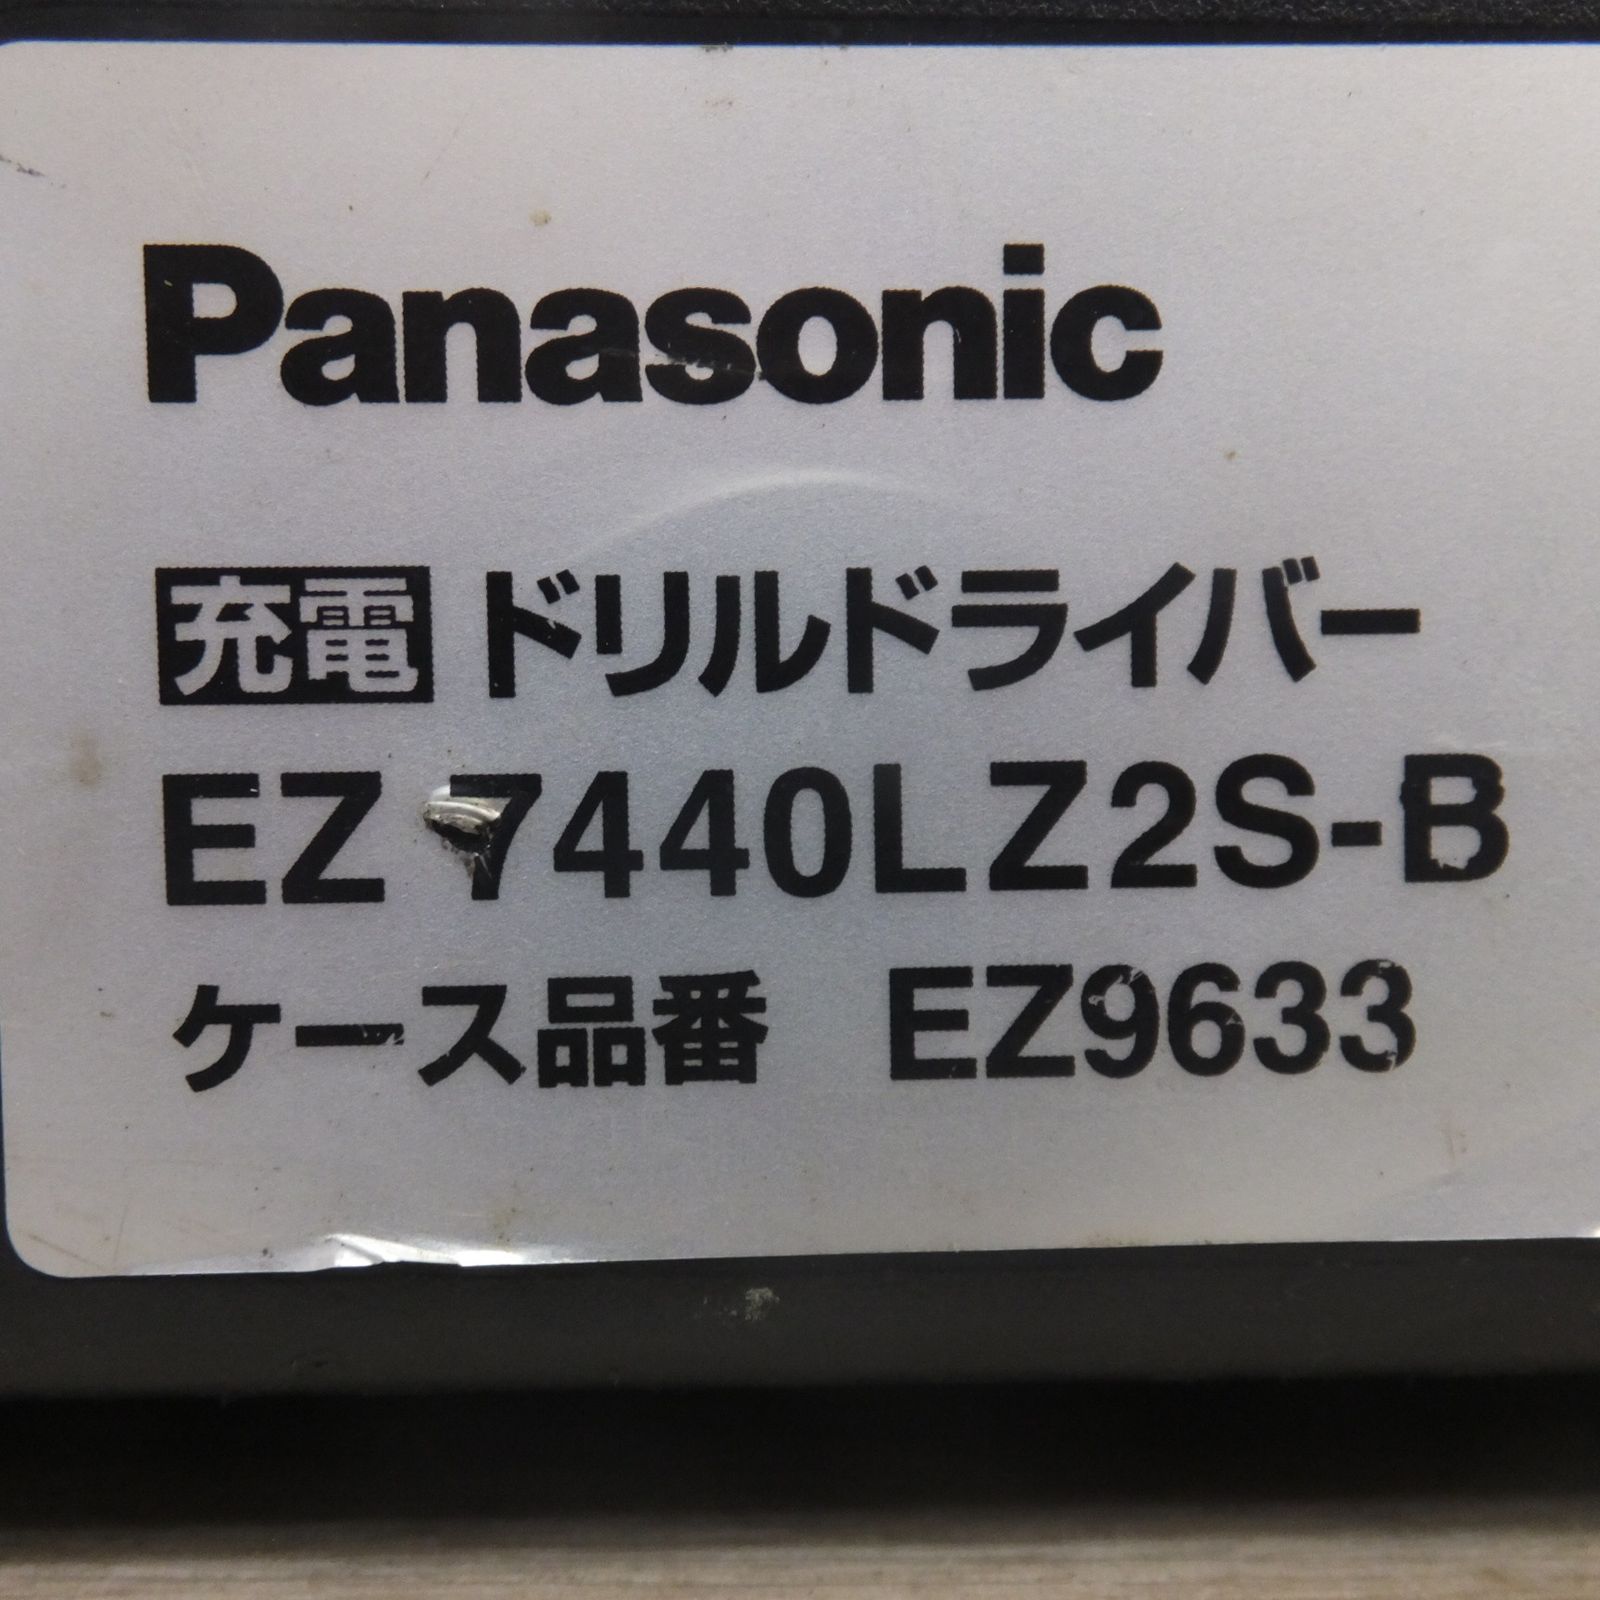 Panasonic
充電 ドリルドライバー
EZ 7440LZ2S-B
ケース品番 EZ9633